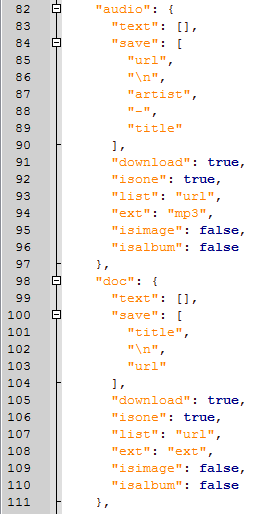 82 "audio": {
83 "text": [],
84 "save": [
85 "url",
86 "\n",
87 "artist",
88 "-",
89 "title"
90 ],
91 "download": true,
92 "isone": true,
93 "list": "url",
94 "ext": "mp3",
95 "isimage": false,
96 "isalbum": false
97 },
98 "doc": {
99 "text": [],
100 "save": [
101 "title",
102 "\n",
103 "url"
104 ],
105 "download": true,
106 "isone": true,
107 "list": "url",
108 "ext": "ext",
109 "isimage": false,
110 "isalbum": false
111 },